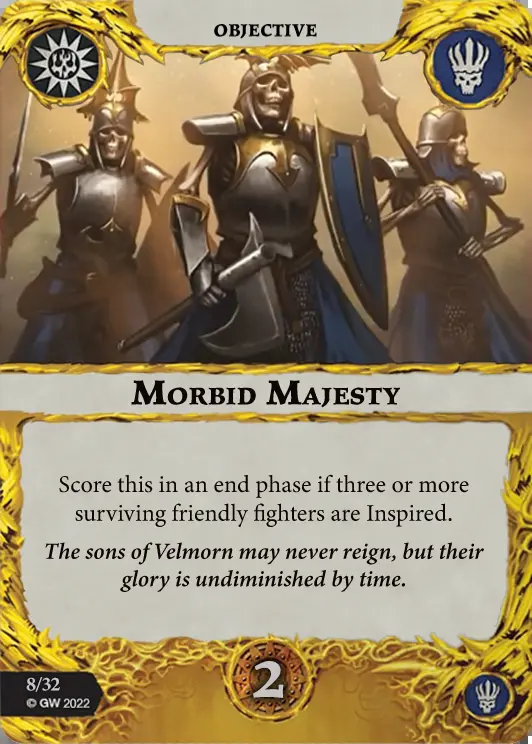 OBJECTIVE
MORBID MAJESTY
Score this in an end phase if three or more
surviving friendly fighters are Inspired.
The sons of Velmorn may never reign, but their
glory is undiminished by time.
2
8/32
© GW 2022